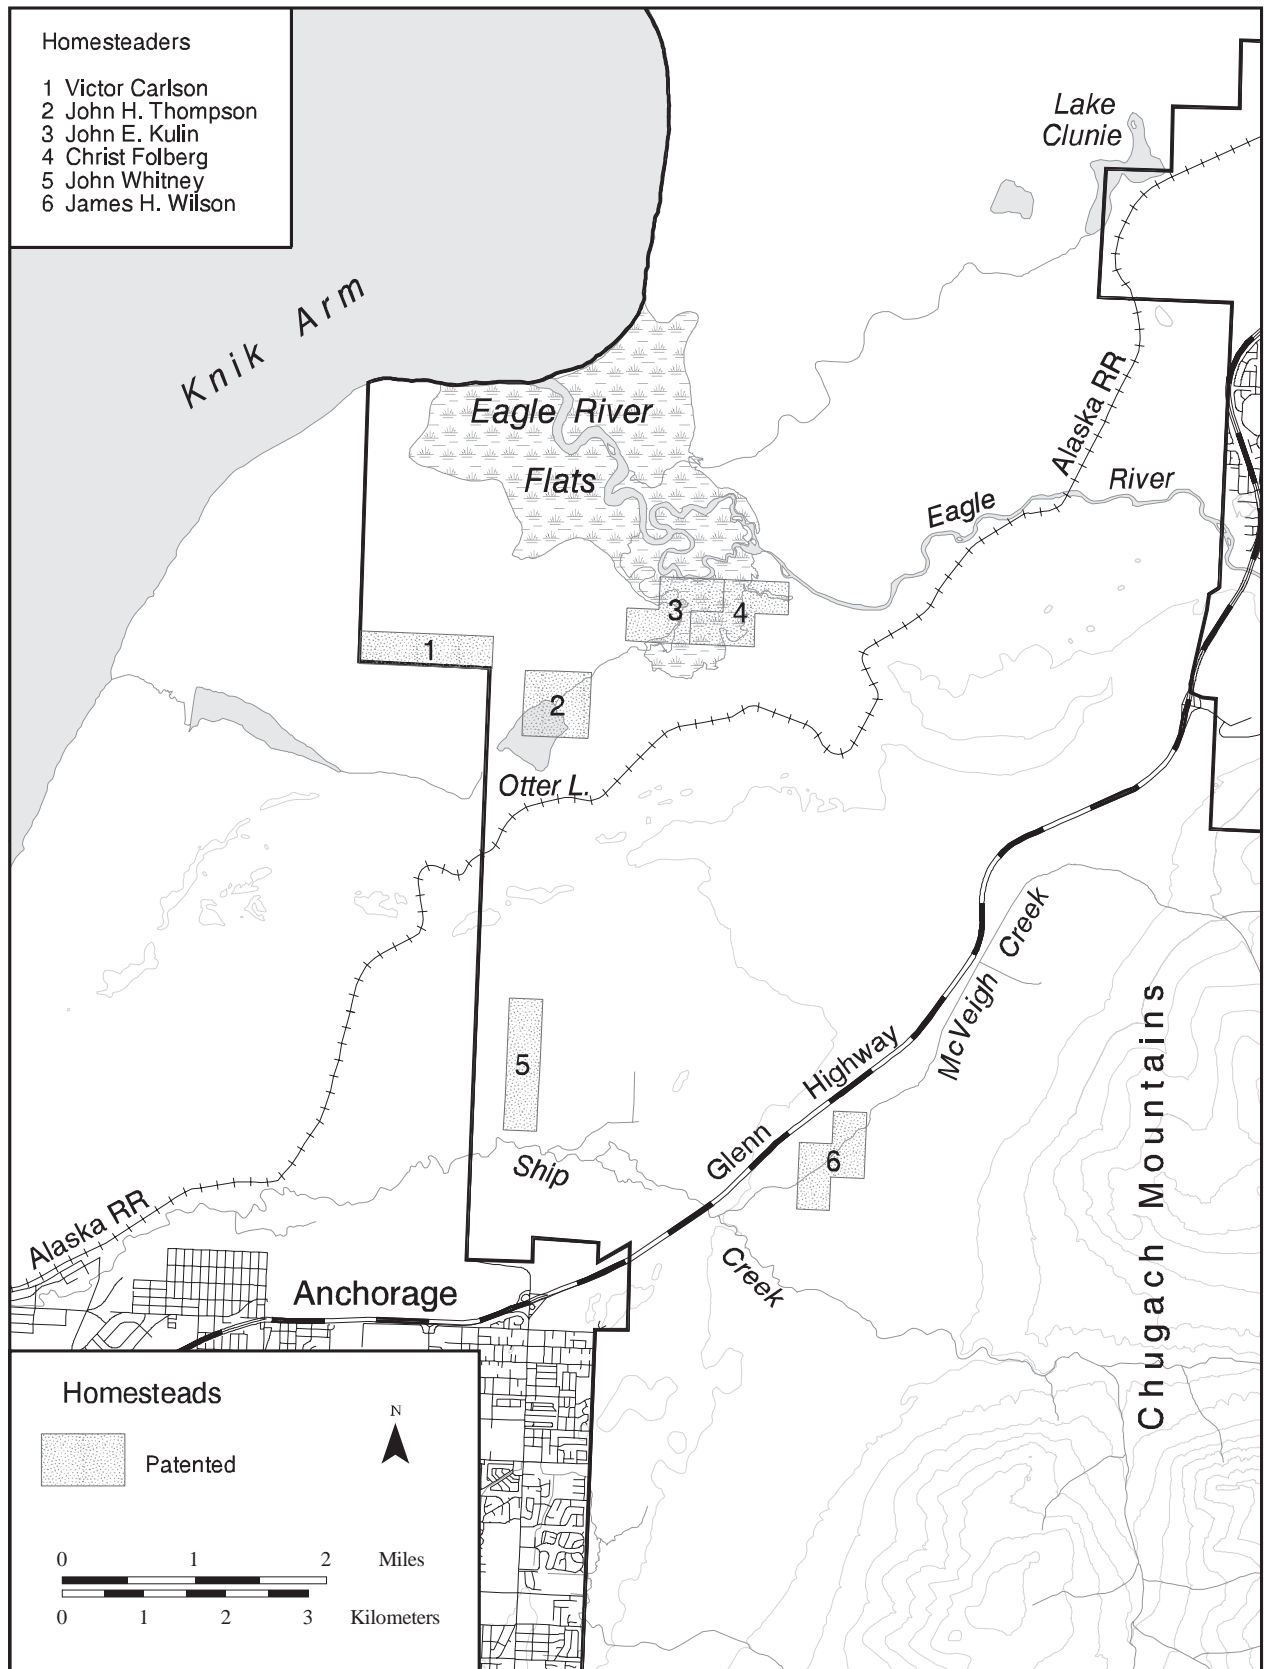 Homesteaders
1 Victor Carlson
2 John H. Thompson
3 John E. Kulin
4 Christ Folberg
5 John Whitney
6 James H. Wilson
Lake
Clunie
Knik Arm
Eagle River
Flats
Alaska RR
Eagle River
3
4
1
2
Otter L.
McVeigh Creek
5
Glenn Highway
6
Ship
Creek
Chugach Mountains
Alaska RR
Anchorage
Homesteads
Patented
N
0 1 2 Miles
0 1 2 3 Kilometers